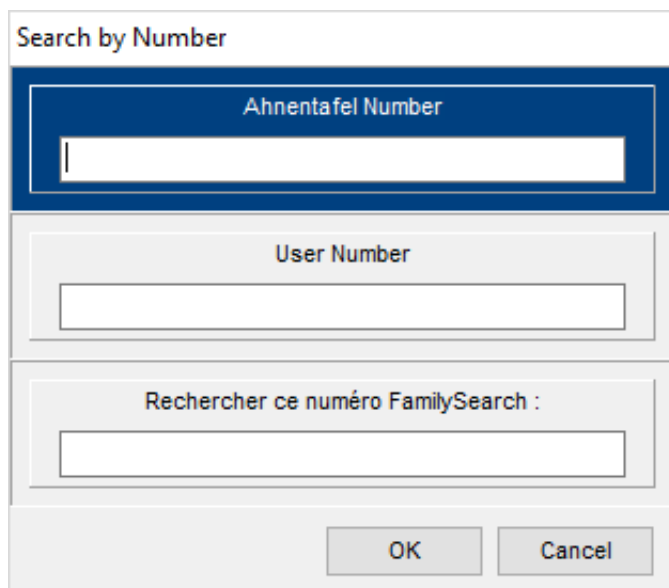 Search by Number
Ahnentafel Number
User Number
Rechercher ce numéro FamilySearch :
OK
Cancel